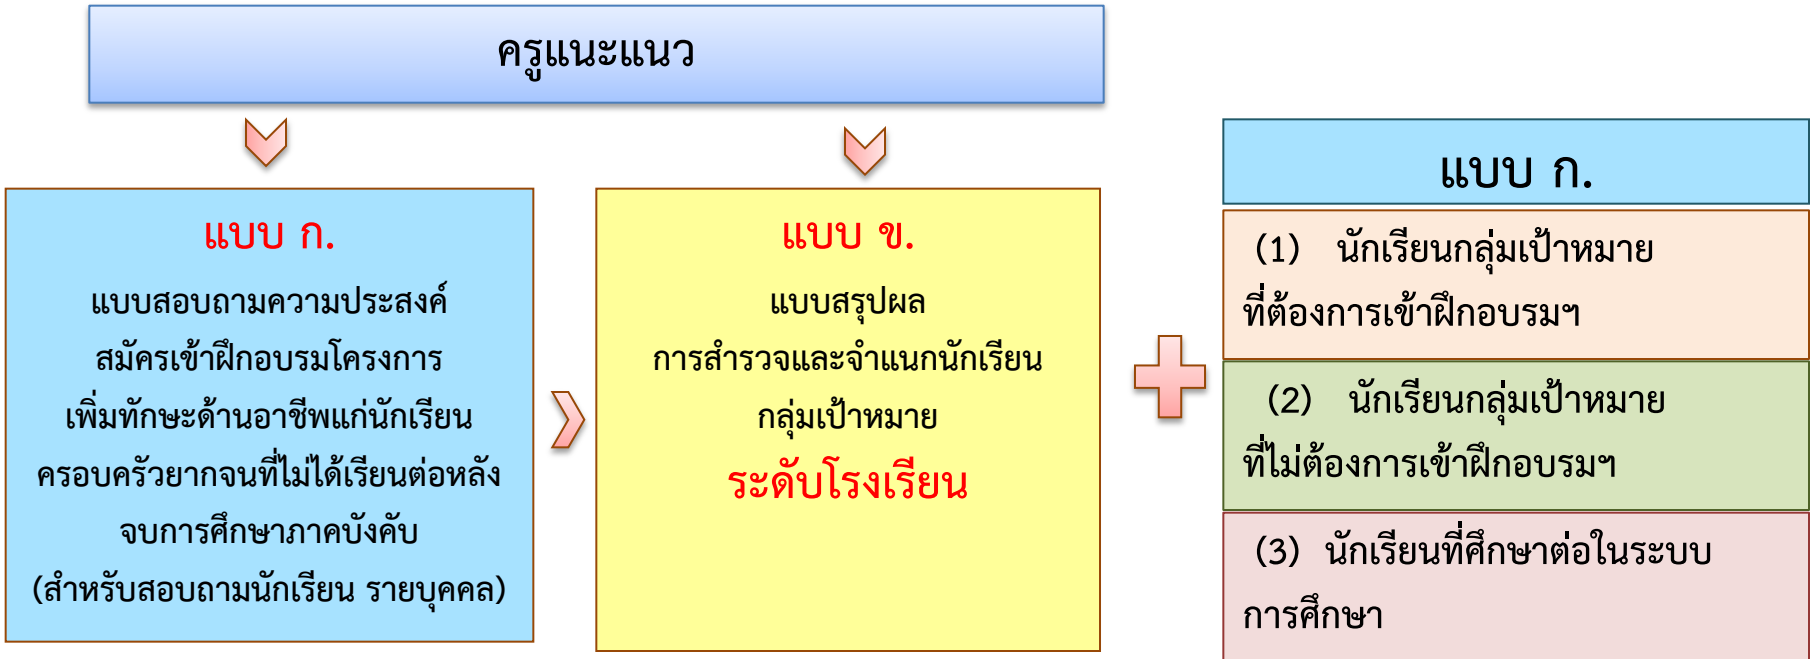 ครูแนะแนว
แบบ ก.
แบบสอบถามความประสงค์
สมัครเข้าฝึกอบรมโครงการ
เพิ่มทักษะด้านอาชีพแก่นักเรียน
ครอบครัวยากจนที่ไม่ได้เรียนต่อหลัง
จบการศึกษาภาคบังคับ
(สำหรับสอบถามนักเรียน รายบุคคล)
แบบ ข.
แบบสรุปผล
การสำรวจและจำแนกนักเรียน
กลุ่มเป้าหมาย
ระดับโรงเรียน
แบบ ก.
(1) นักเรียนกลุ่มเป้าหมาย
ที่ต้องการเข้าฝึกอบรมฯ
(2) นักเรียนกลุ่มเป้าหมาย
ที่ไม่ต้องการเข้าฝึกอบรมฯ
(3) นักเรียนที่ศึกษาต่อในระบบ
การศึกษา